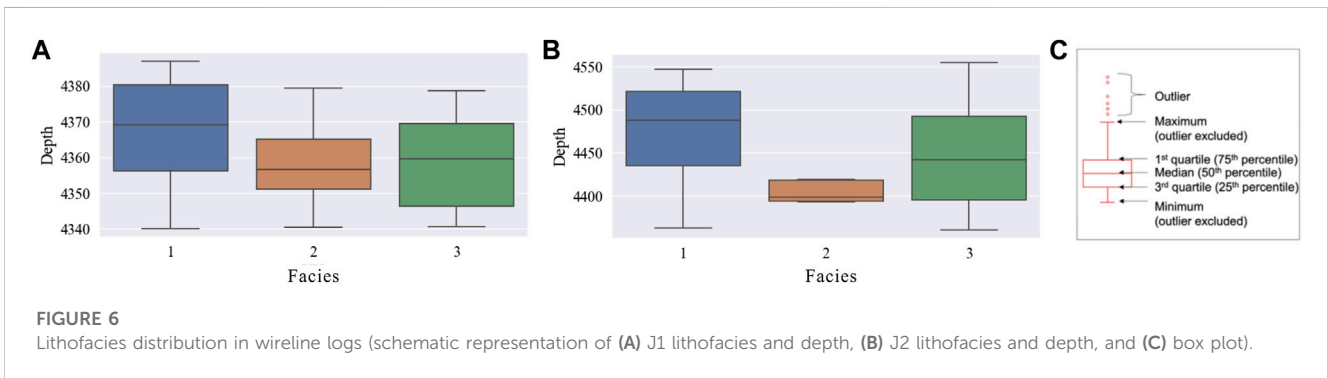 A
4380
4370
4360
4350
4340
Depth
1 2 3
Facies
B
4550
4500
4450
4400
Depth
1 2 3
Facies
C
Outlier
Maximum
(outlier excluded)
1st quartile (75th percentile)
Median (50th percentile)
3rd quartile (25th percentile)
Minimum
(outlier excluded)
FIGURE 6
Lithofacies distribution in wireline logs (schematic representation of (A) J1 lithofacies and depth, (B) J2 lithofacies and depth, and (C) box plot).